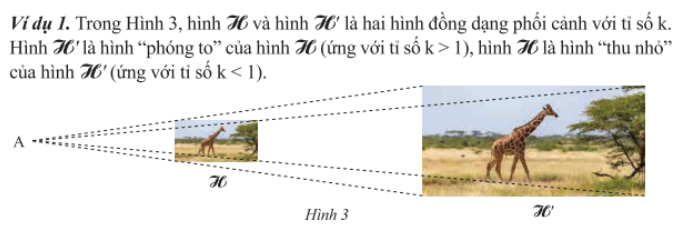 Ví dụ 1. Trong Hình 3, hình ℋ và hình ℋ' là hai hình đồng dạng phối cảnh với tỉ số k.
Hình ℋ' là hình “phóng to” của hình ℋ (ứng với tỉ số k > 1), hình ℋ là hình “thu nhỏ”
của hình ℋ' (ứng với tỉ số k < 1).
A
ℋ
ℋ'
Hình 3